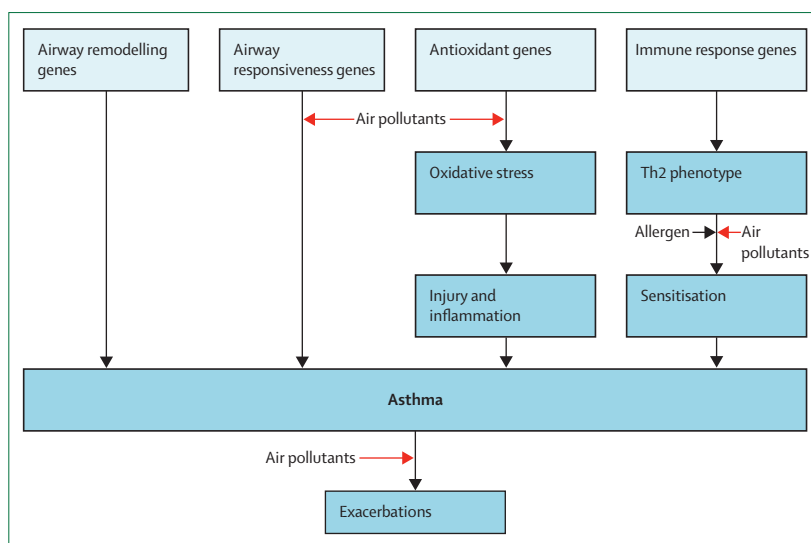 Airway remodelling
genes
Airway
responsiveness genes
Antioxidant genes
Immune response genes
Air pollutants
Oxidative stress
Th2 phenotype
Allergen
Air
pollutants
Injury and
inflammation
Sensitisation
Asthma
Air pollutants
Exacerbations